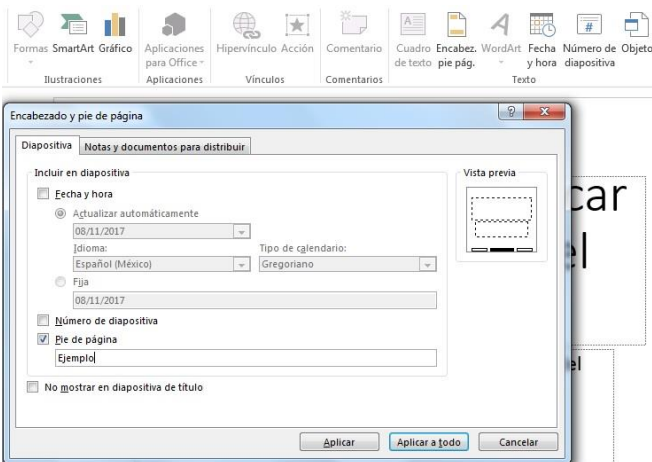 Formas SmartArt Gráfico Aplicaciones Hipervínculo Acción Comentario Cuadro Encabez. WordArt Fecha Número de Objeto
para Office de texto pie pág. y hora diapositiva
Ilustraciones Aplicaciones Vínculos Comentarios Texto
Encabezado y pie de página
Diapositiva Notas y documentos para distribuir
Incluir en diapositiva Vista previa
Fecha y hora
Actualizar automáticamente
08/11/2017
Idioma: Tipo de calendario:
Español (México) Gregoriano
Fija
08/11/2017
Número de diapositiva
Pie de página
Ejemplo
No mostrar en diapositiva de título
Aplicar Aplicar a todo Cancelar
car
el
el